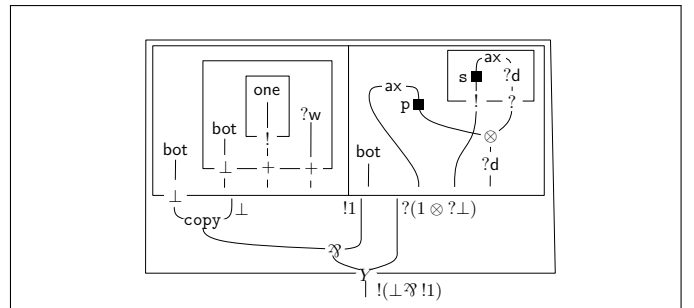 ax
s ■ ?d
one ax
! ?
p ■
?w
bot !
⊗
bot bot ?d
⊥ + +
⊥
⊥ !1 ?(1 ⊗ ?⊥)
copy
⅋
Y
!(⊥⅋ !1)